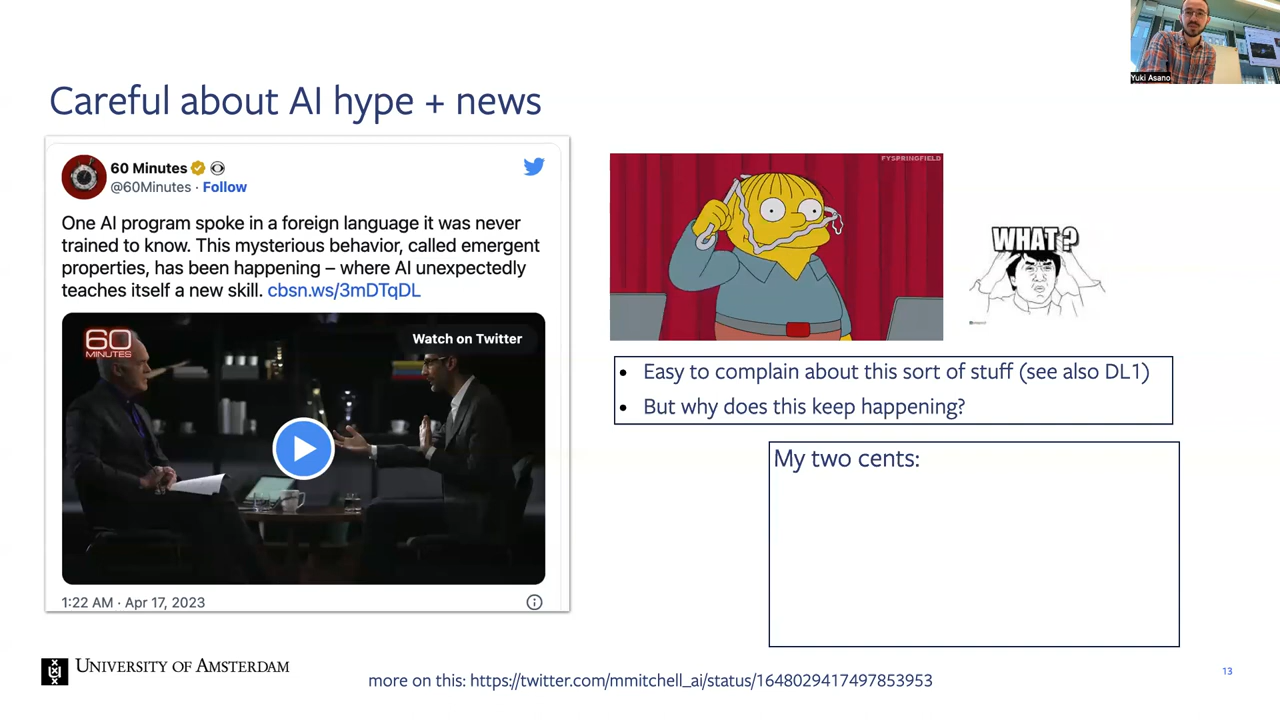 Yuki Asano
Careful about AI hype + news
60 Minutes
@60Minutes · Follow
One AI program spoke in a foreign language it was never
trained to know. This mysterious behavior, called emergent
properties, has been happening – where AI unexpectedly
teaches itself a new skill. cbsn.ws/3mDTqDL
60
MINUTES
Watch on Twitter
1:22 AM · Apr 17, 2023
FYSPRINGFIELD
WHAT ?
• Easy to complain about this sort of stuff (see also DL1)
• But why does this keep happening?
My two cents:
UNIVERSITY OF AMSTERDAM
more on this: https://twitter.com/mmitchell_ai/status/1648029417497853953
13